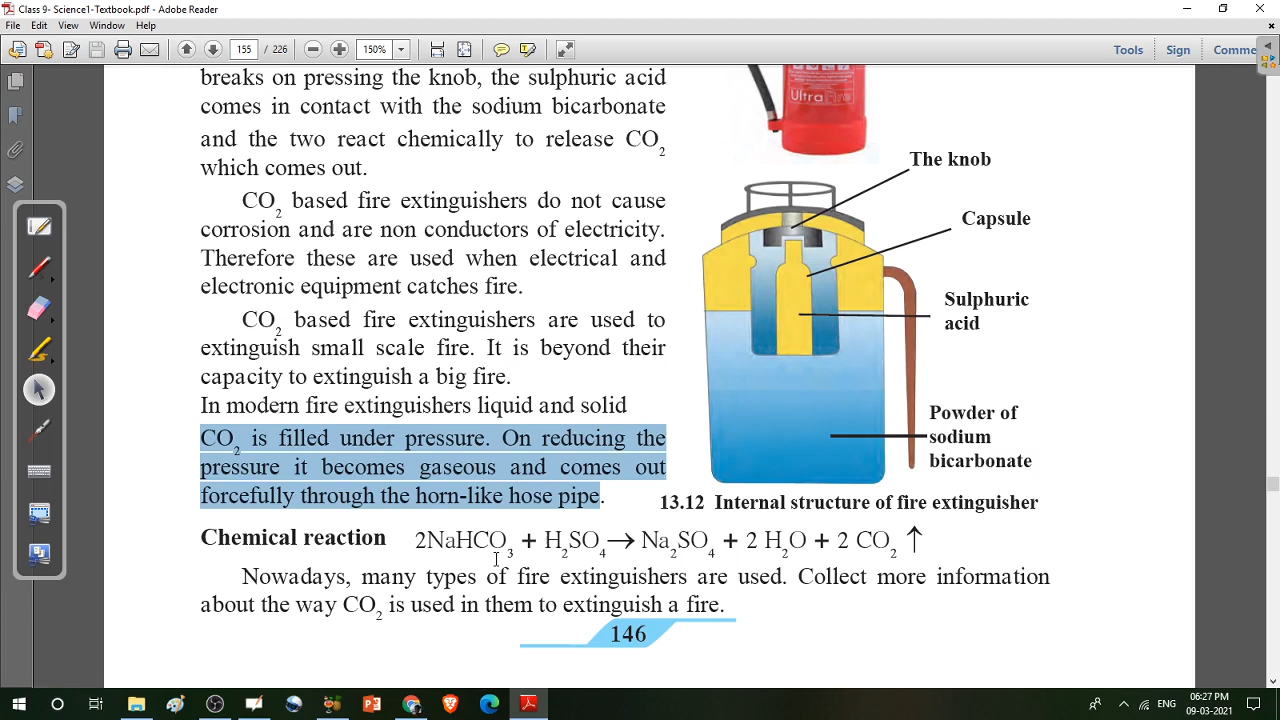 Class 9- Science1-Textbook.pdf - Adobe Reader
File Edit View Window Help
155 / 226 150% Tools Sign Comme
breaks on pressing the knob, the sulphuric acid
comes in contact with the sodium bicarbonate
and the two react chemically to release CO₂
which comes out.
CO₂ based fire extinguishers do not cause
corrosion and are non conductors of electricity.
Therefore these are used when electrical and
electronic equipment catches fire.
CO₂ based fire extinguishers are used to
extinguish small scale fire. It is beyond their
capacity to extinguish a big fire.
In modern fire extinguishers liquid and solid
CO₂ is filled under pressure. On reducing the
pressure it becomes gaseous and comes out
forcefully through the horn-like hose pipe.
UltraFire
The knob
Capsule
Sulphuric
acid
Powder of
sodium
bicarbonate
13.12 Internal structure of fire extinguisher
Chemical reaction 2NaHCO₃ + H₂SO₄ → Na₂SO₄ + 2 H₂O + 2 CO₂ ↑
Nowadays, many types of fire extinguishers are used. Collect more information
about the way CO₂ is used in them to extinguish a fire.
146
ENG
06:27 PM
09-03-2021